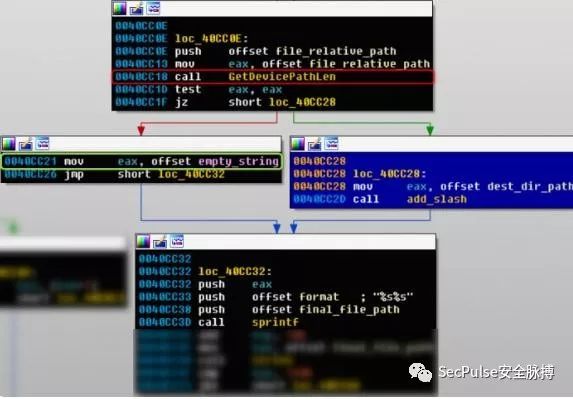 0040CC0E
0040CC0E loc_40CC0E:
0040CC0E push    offset file_relative_path
0040CC13 mov     eax, offset file_relative_path
0040CC18 call    GetDevicePathLen
0040CC1D test    eax, eax
0040CC1F jz      short loc_40CC28
0040CC21 mov     eax, offset empty_string
0040CC26 jmp     short loc_40CC32
0040CC28
0040CC28 loc_40CC28:
0040CC28 mov     eax, offset dest_dir_path
0040CC2D call    add_slash
0040CC32
0040CC32 loc_40CC32:
0040CC32 push    eax
0040CC33 push    offset format   ; "%s%s"
0040CC38 push    offset final_file_path
0040CC3D call    sprintf
SecPulse安全脉搏